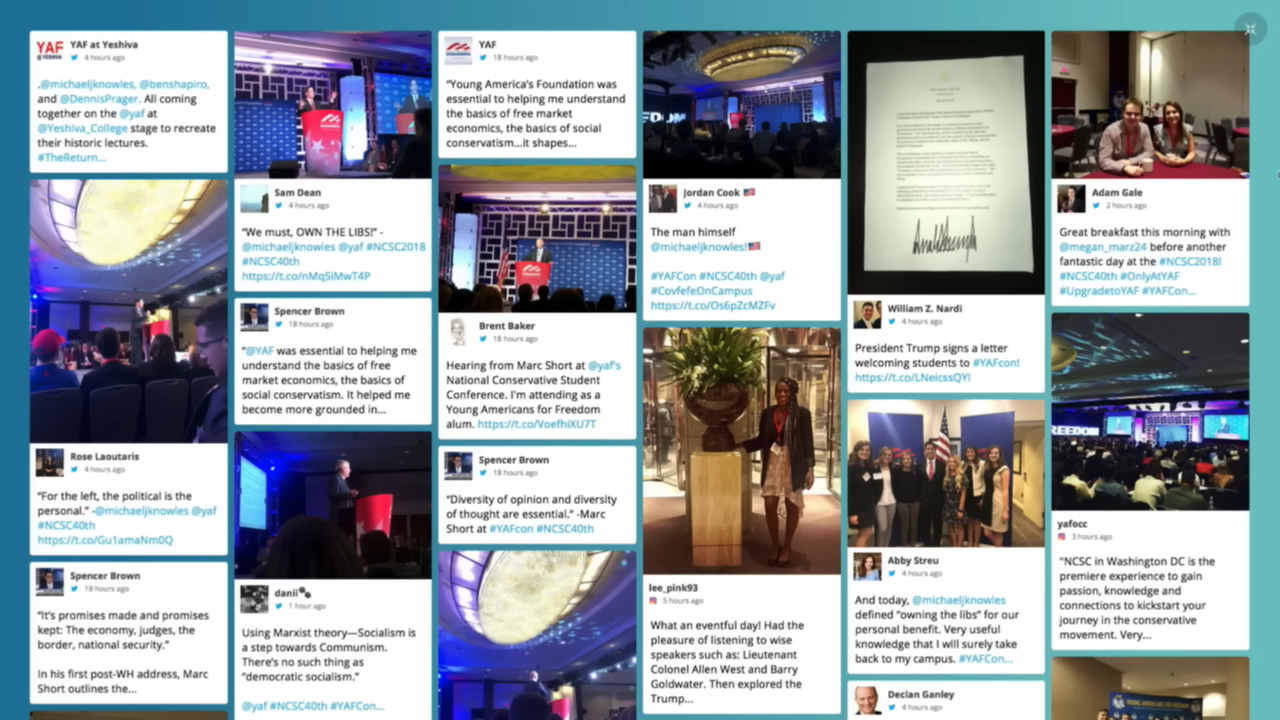 YAF at Yeshiva
4 hours ago
.@michaeljknowles, @benshapiro,
and @DennisPrager. All coming
together on the @yaf at
@Yeshiva_College stage to recreate
their historic lectures.
#TheReturn...
Rose Laoutaris
4 hours ago
“For the left, the political is the
personal.” -@michaeljknowles @yaf
#NCSC40th
https://t.co/Gu1amaNm0Q
Spencer Brown
18 hours ago
“It’s promises made and promises
kept: The economy, judges, the
border, national security.”
In his first post-WH address, Marc
Short outlines the...
Sam Dean
4 hours ago
“We must, OWN THE LIBS!” -
@michaeljknowles @yaf #NCSC2018
#NCSC40th
https://t.co/nMqSiMwT4P
Spencer Brown
18 hours ago
“@YAF was essential to helping me
understand the basics of free
market economics, the basics of
social conservatism. It helped me
become more grounded in...
danii
1 hour ago
Using Marxist theory—Socialism is
a step towards Communism.
There’s no such thing as
“democratic socialism.”
@yaf #NCSC40th #YAFCon...
YAF
18 hours ago
“Young America’s Foundation was
essential to helping me understand
the basics of free market
economics, the basics of social
conservatism...it shapes...
Brent Baker
18 hours ago
Hearing from Marc Short at @yaf's
National Conservative Student
Conference. I'm attending as a
Young Americans for Freedom
alum. https://t.co/VoefhiXU7T
Spencer Brown
18 hours ago
“Diversity of opinion and diversity
of thought are essential.” -Marc
Short at #YAFcon #NCSC40th
Jordan Cook
4 hours ago
The man himself
@michaeljknowles!
#YAFCon #NCSC40th @yaf
#CovfefeOnCampus
https://t.co/Os6pZcMZFv
lee_pink93
5 hours ago
What an eventful day! Had the
pleasure of listening to wise
speakers such as: Lieutenant
Colonel Allen West and Barry
Goldwater. Then explored the
Trump...
William Z. Nardi
4 hours ago
President Trump signs a letter
welcoming students to #YAFcon!
https://t.co/LNeicssQYl
Abby Streu
4 hours ago
And today, @michaeljknowles
defined “owning the libs” for our
personal benefit. Very useful
knowledge that I will surely take
back to my campus. #YAFCon...
Declan Ganley
4 hours ago
Adam Gale
2 hours ago
Great breakfast this morning with
@megan_marz24 before another
fantastic day at the #NCSC2018!
#NCSC40th #OnlyAtYAF
#UpgradetoYAF #YAFCon...
REEDOM
yafocc
3 hours ago
"NCSC in Washington DC is the
premiere experience to gain
passion, knowledge and
connections to kickstart your
journey in the conservative
movement. Very...
YOUNG AMERICANS FOR FREEDOM